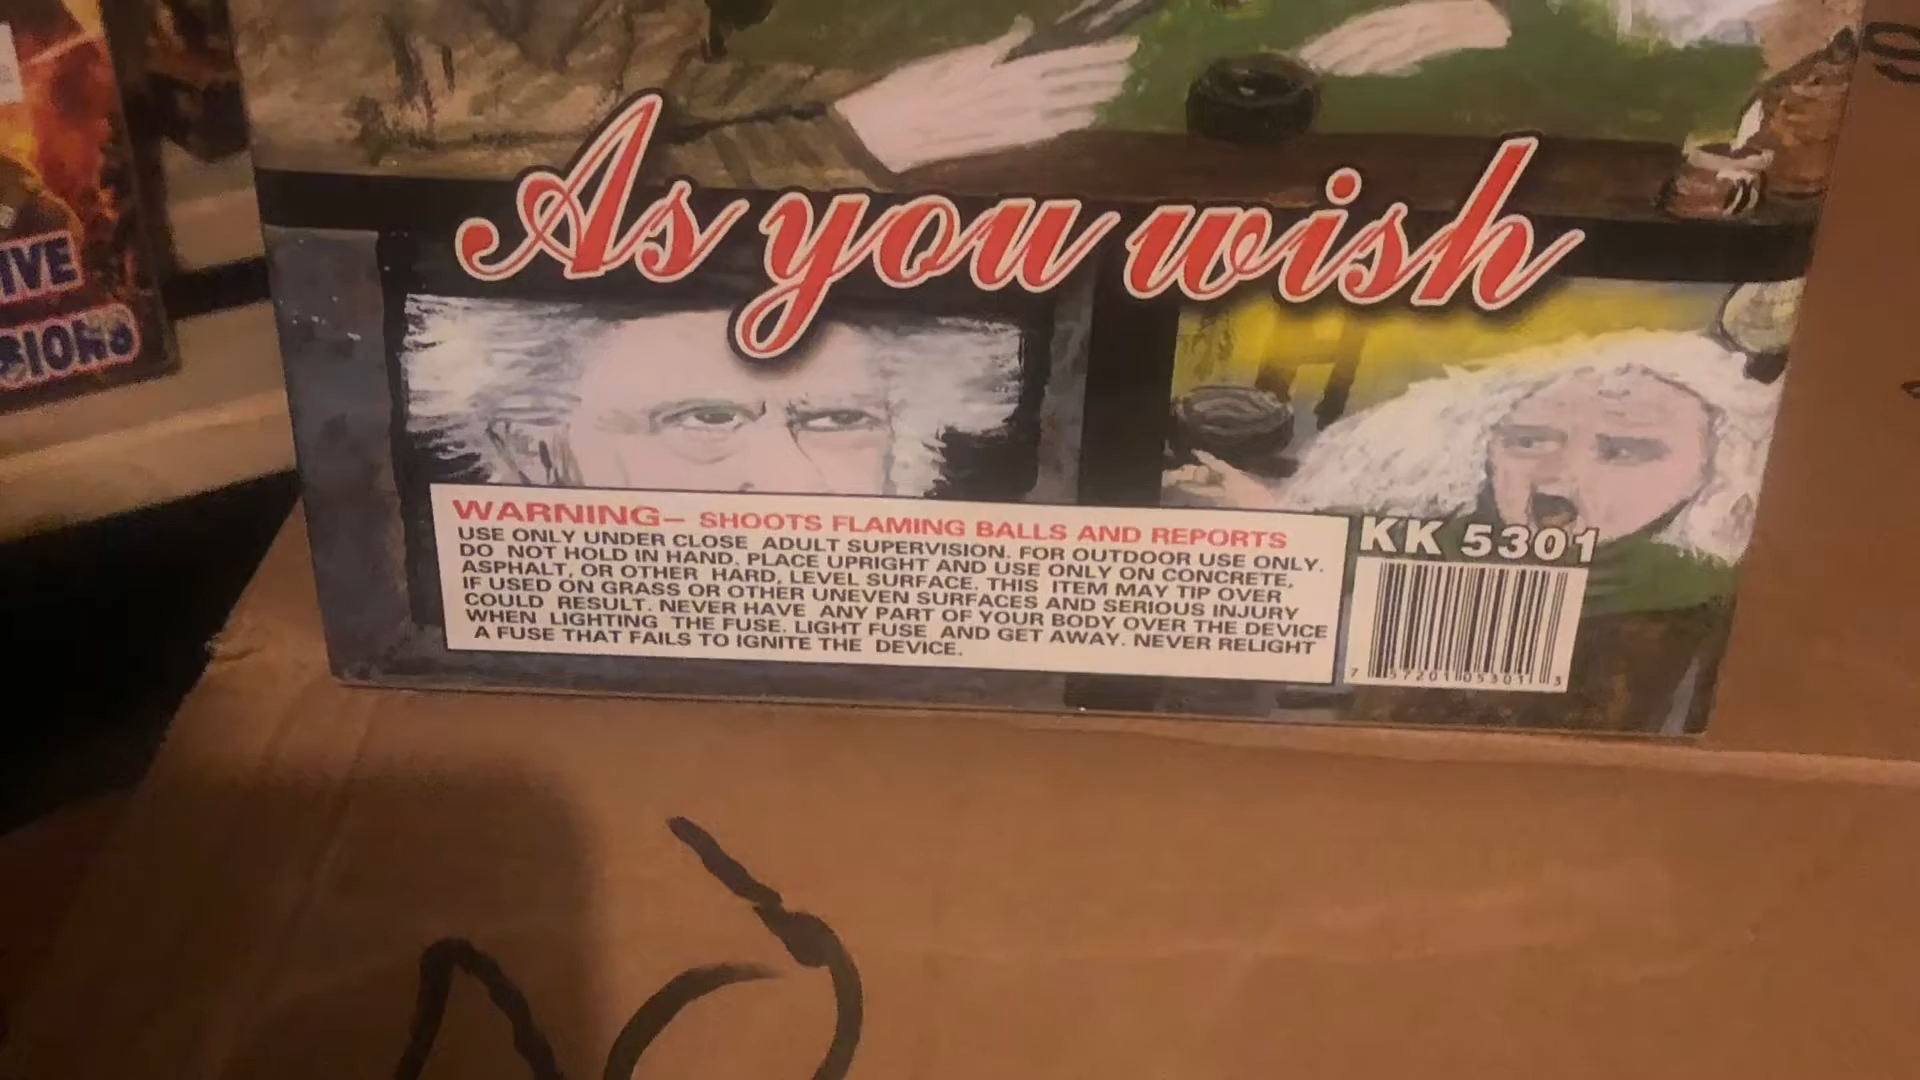 IVE
SIONS
As you wish
WARNING– SHOOTS FLAMING BALLS AND REPORTS
USE ONLY UNDER CLOSE ADULT SUPERVISION. FOR OUTDOOR USE ONLY.
DO NOT HOLD IN HAND. PLACE UPRIGHT AND USE ONLY ON CONCRETE,
ASPHALT, OR OTHER HARD, LEVEL SURFACE. THIS ITEM MAY TIP OVER
IF USED ON GRASS OR OTHER UNEVEN SURFACES AND SERIOUS INJURY
COULD RESULT. NEVER HAVE ANY PART OF YOUR BODY OVER THE DEVICE
WHEN LIGHTING THE FUSE. LIGHT FUSE AND GET AWAY. NEVER RELIGHT
A FUSE THAT FAILS TO IGNITE THE DEVICE.
KK 5301
7 57201 05301 3